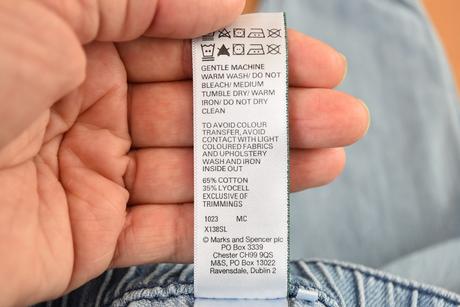 GENTLE MACHINE
WARM WASH/ DO NOT
BLEACH/ MEDIUM
TUMBLE DRY/ WARM
IRON/ DO NOT DRY
CLEAN
TO AVOID COLOUR
TRANSFER, AVOID
CONTACT WITH LIGHT
COLOURED FABRICS
AND UPHOLSTERY
WASH AND IRON
INSIDE OUT
65% COTTON
35% LYOCELL
EXCLUSIVE OF
TRIMMINGS
1023 MC
X138SL
© Marks and Spencer plc
PO Box 3339
Chester CH99 9QS
M&S, PO Box 13022
Ravensdale, Dublin 2